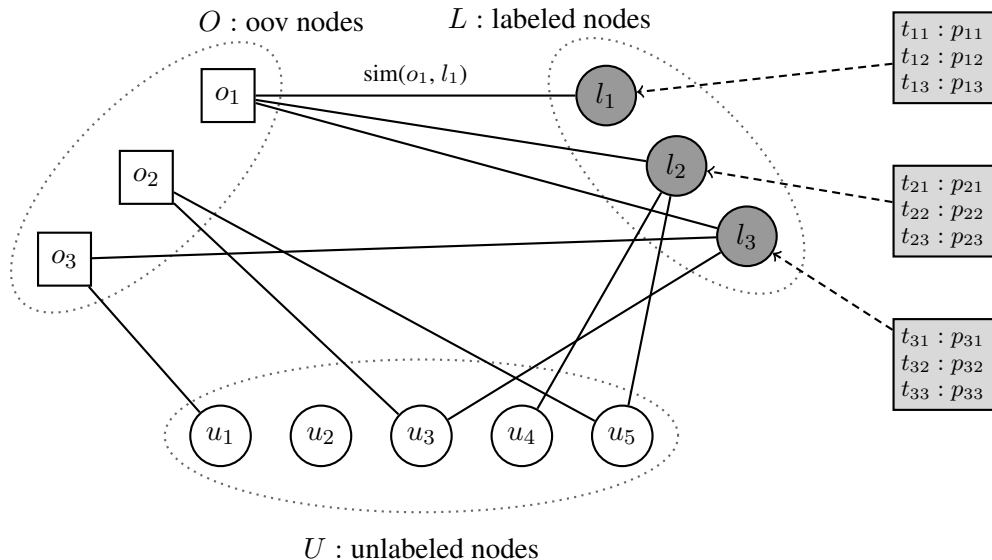 O : oov nodes
L : labeled nodes
o₁
sim(o₁, l₁)
l₁
t₁₁ : p₁₁
t₁₂ : p₁₂
t₁₃ : p₁₃
o₂
l₂
t₂₁ : p₂₁
t₂₂ : p₂₂
t₂₃ : p₂₃
o₃
l₃
t₃₁ : p₃₁
t₃₂ : p₃₂
t₃₃ : p₃₃
u₁
u₂
u₃
u₄
u₅
U : unlabeled nodes